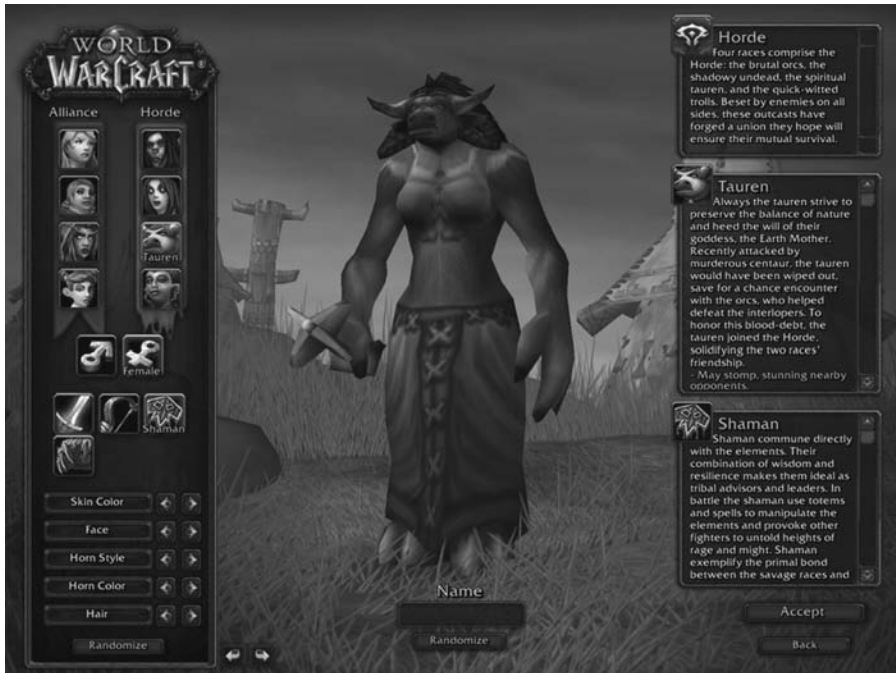 WORLD
WARCRAFT
Alliance Horde
Tauren
Female
Shaman
Skin Color
Face
Horn Style
Horn Color
Hair
Randomize
Name
Randomize
Horde
Four races comprise the
Horde: the brutal orcs, the
shadowy undead, the spiritual
tauren, and the quick-witted
trolls. Beset by enemies on all
sides, these outcasts have
forged a union they hope will
ensure their mutual survival.
Tauren
Always the tauren strive to
preserve the balance of nature
and heed the will of their
goddess, the Earth Mother.
Recently attacked by
murderous centaur, the tauren
would have been wiped out,
save for a chance encounter
with the orcs, who helped
defeat the interlopers. To
honor this blood-debt, the
tauren joined the Horde,
solidifying the two races'
friendship.
- May stomp, stunning nearby
opponents.
Shaman
Shaman commune directly
with the elements. Their
combination of wisdom and
resilience makes them ideal as
tribal advisors and leaders. In
battle the shaman use totems
and spells to manipulate the
elements and provoke other
fighters to untold heights of
rage and might. Shaman
exemplify the primal bond
between the savage races and
Accept
Back